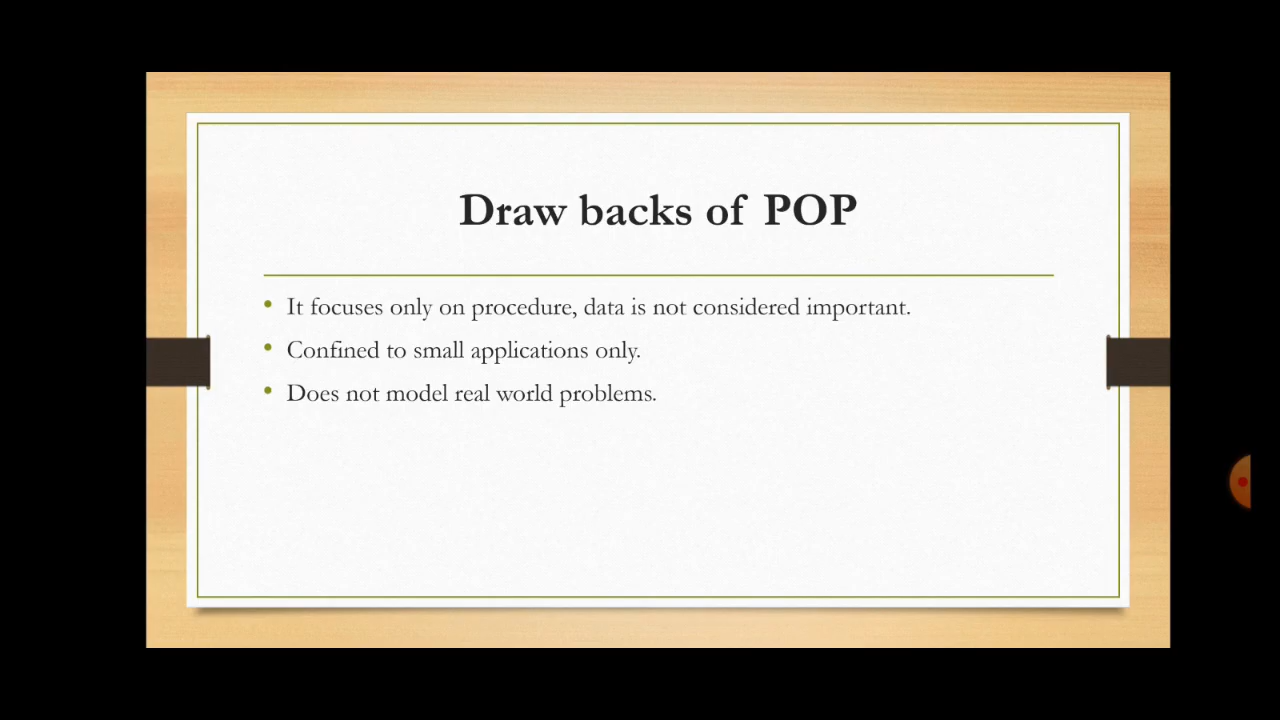 Draw backs of POP
• It focuses only on procedure, data is not considered important.
• Confined to small applications only.
• Does not model real world problems.